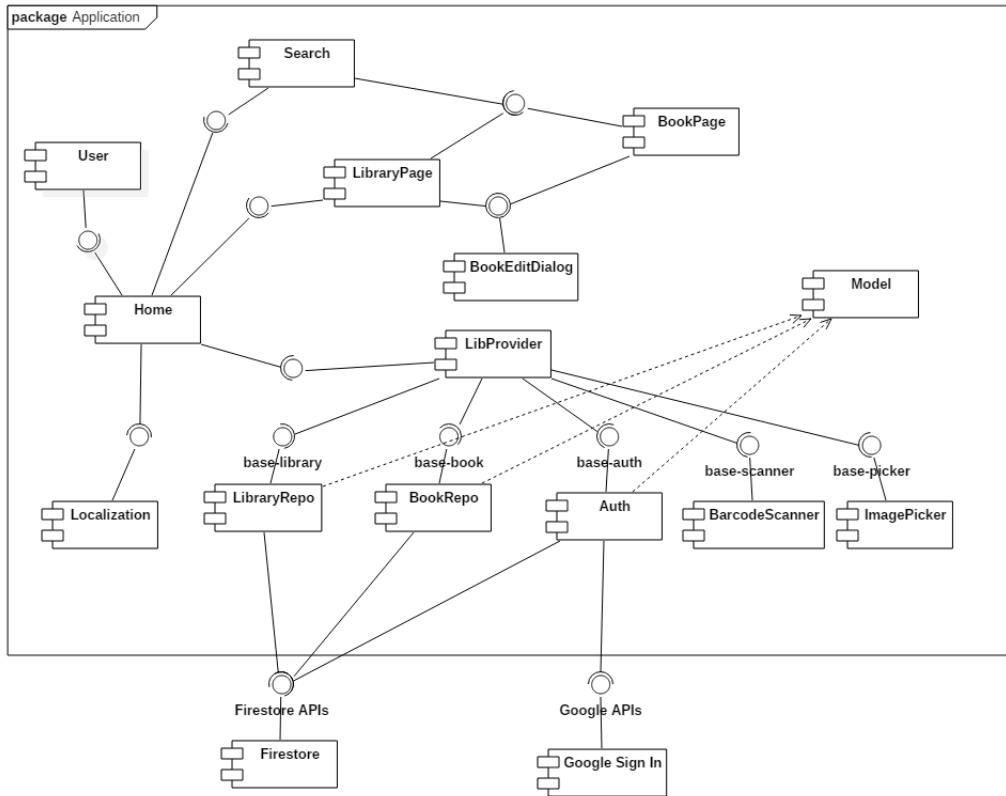 package Application
Search
BookPage
User
LibraryPage
BookEditDialog
Model
Home
LibProvider
base-library
base-book
base-auth
base-scanner
base-picker
LibraryRepo
BookRepo
Auth
Localization
BarcodeScanner
ImagePicker
Firestore APIs
Google APIs
Firestore
Google Sign In